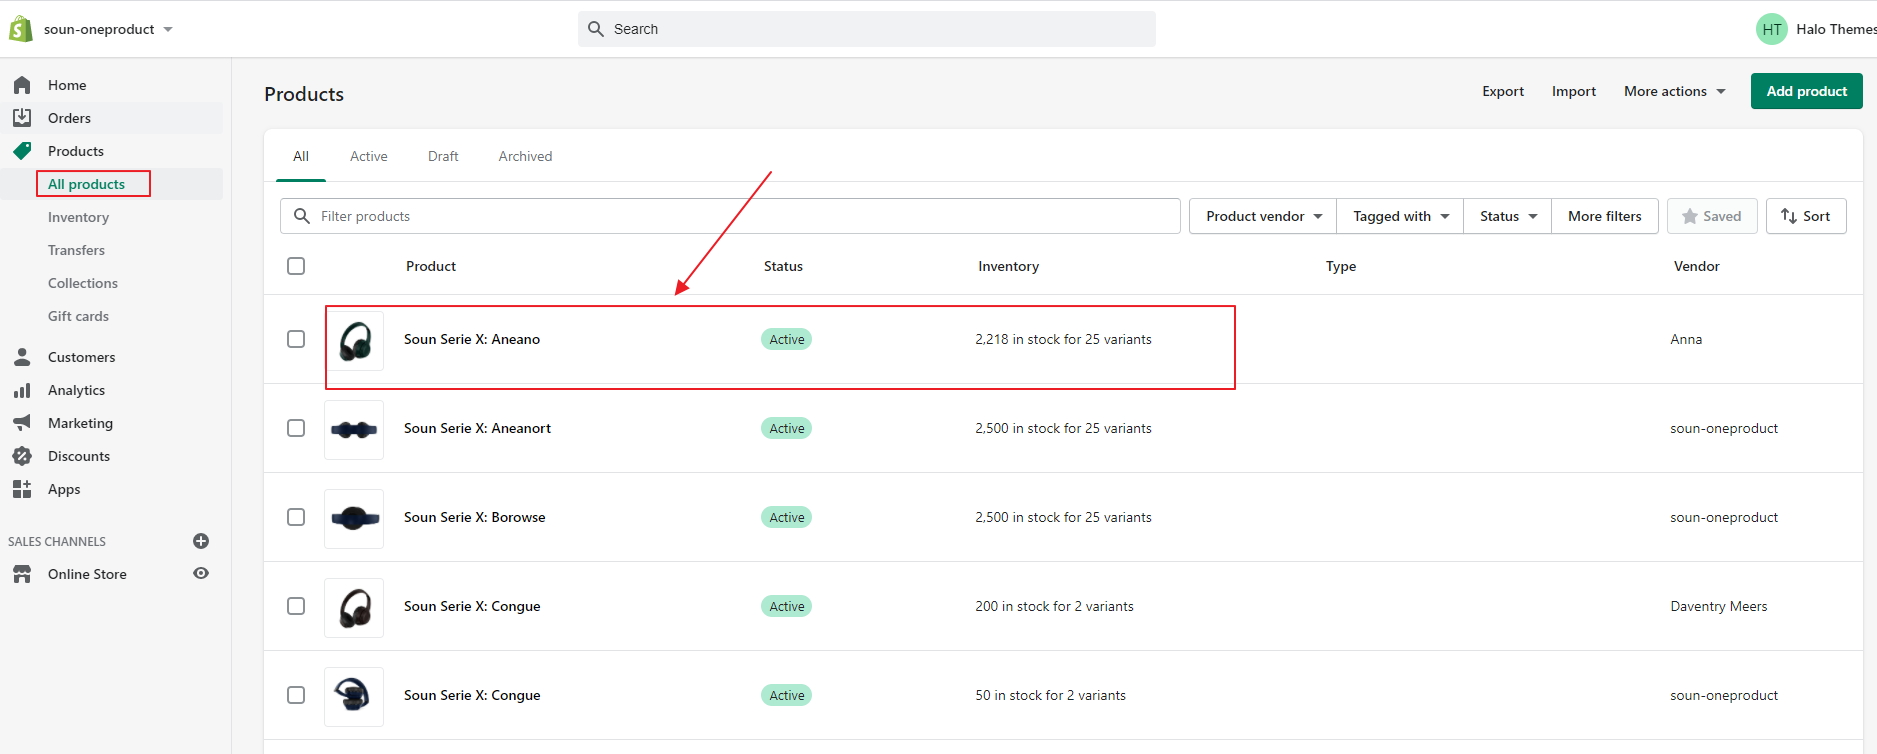 soun-oneproduct
Search
HT Halo Themes
Home
Orders
Products
All products
Inventory
Transfers
Collections
Gift cards
Customers
Analytics
Marketing
Discounts
Apps
SALES CHANNELS
Online Store
Products
Export Import More actions Add product
All Active Draft Archived
Filter products Product vendor Tagged with Status More filters Saved Sort
Product Status Inventory Type Vendor
Soun Serie X: Aneano Active 2,218 in stock for 25 variants Anna
Soun Serie X: Aneanort Active 2,500 in stock for 25 variants soun-oneproduct
Soun Serie X: Borowse Active 2,500 in stock for 25 variants soun-oneproduct
Soun Serie X: Congue Active 200 in stock for 2 variants Daventry Meers
Soun Serie X: Congue Active 50 in stock for 2 variants soun-oneproduct